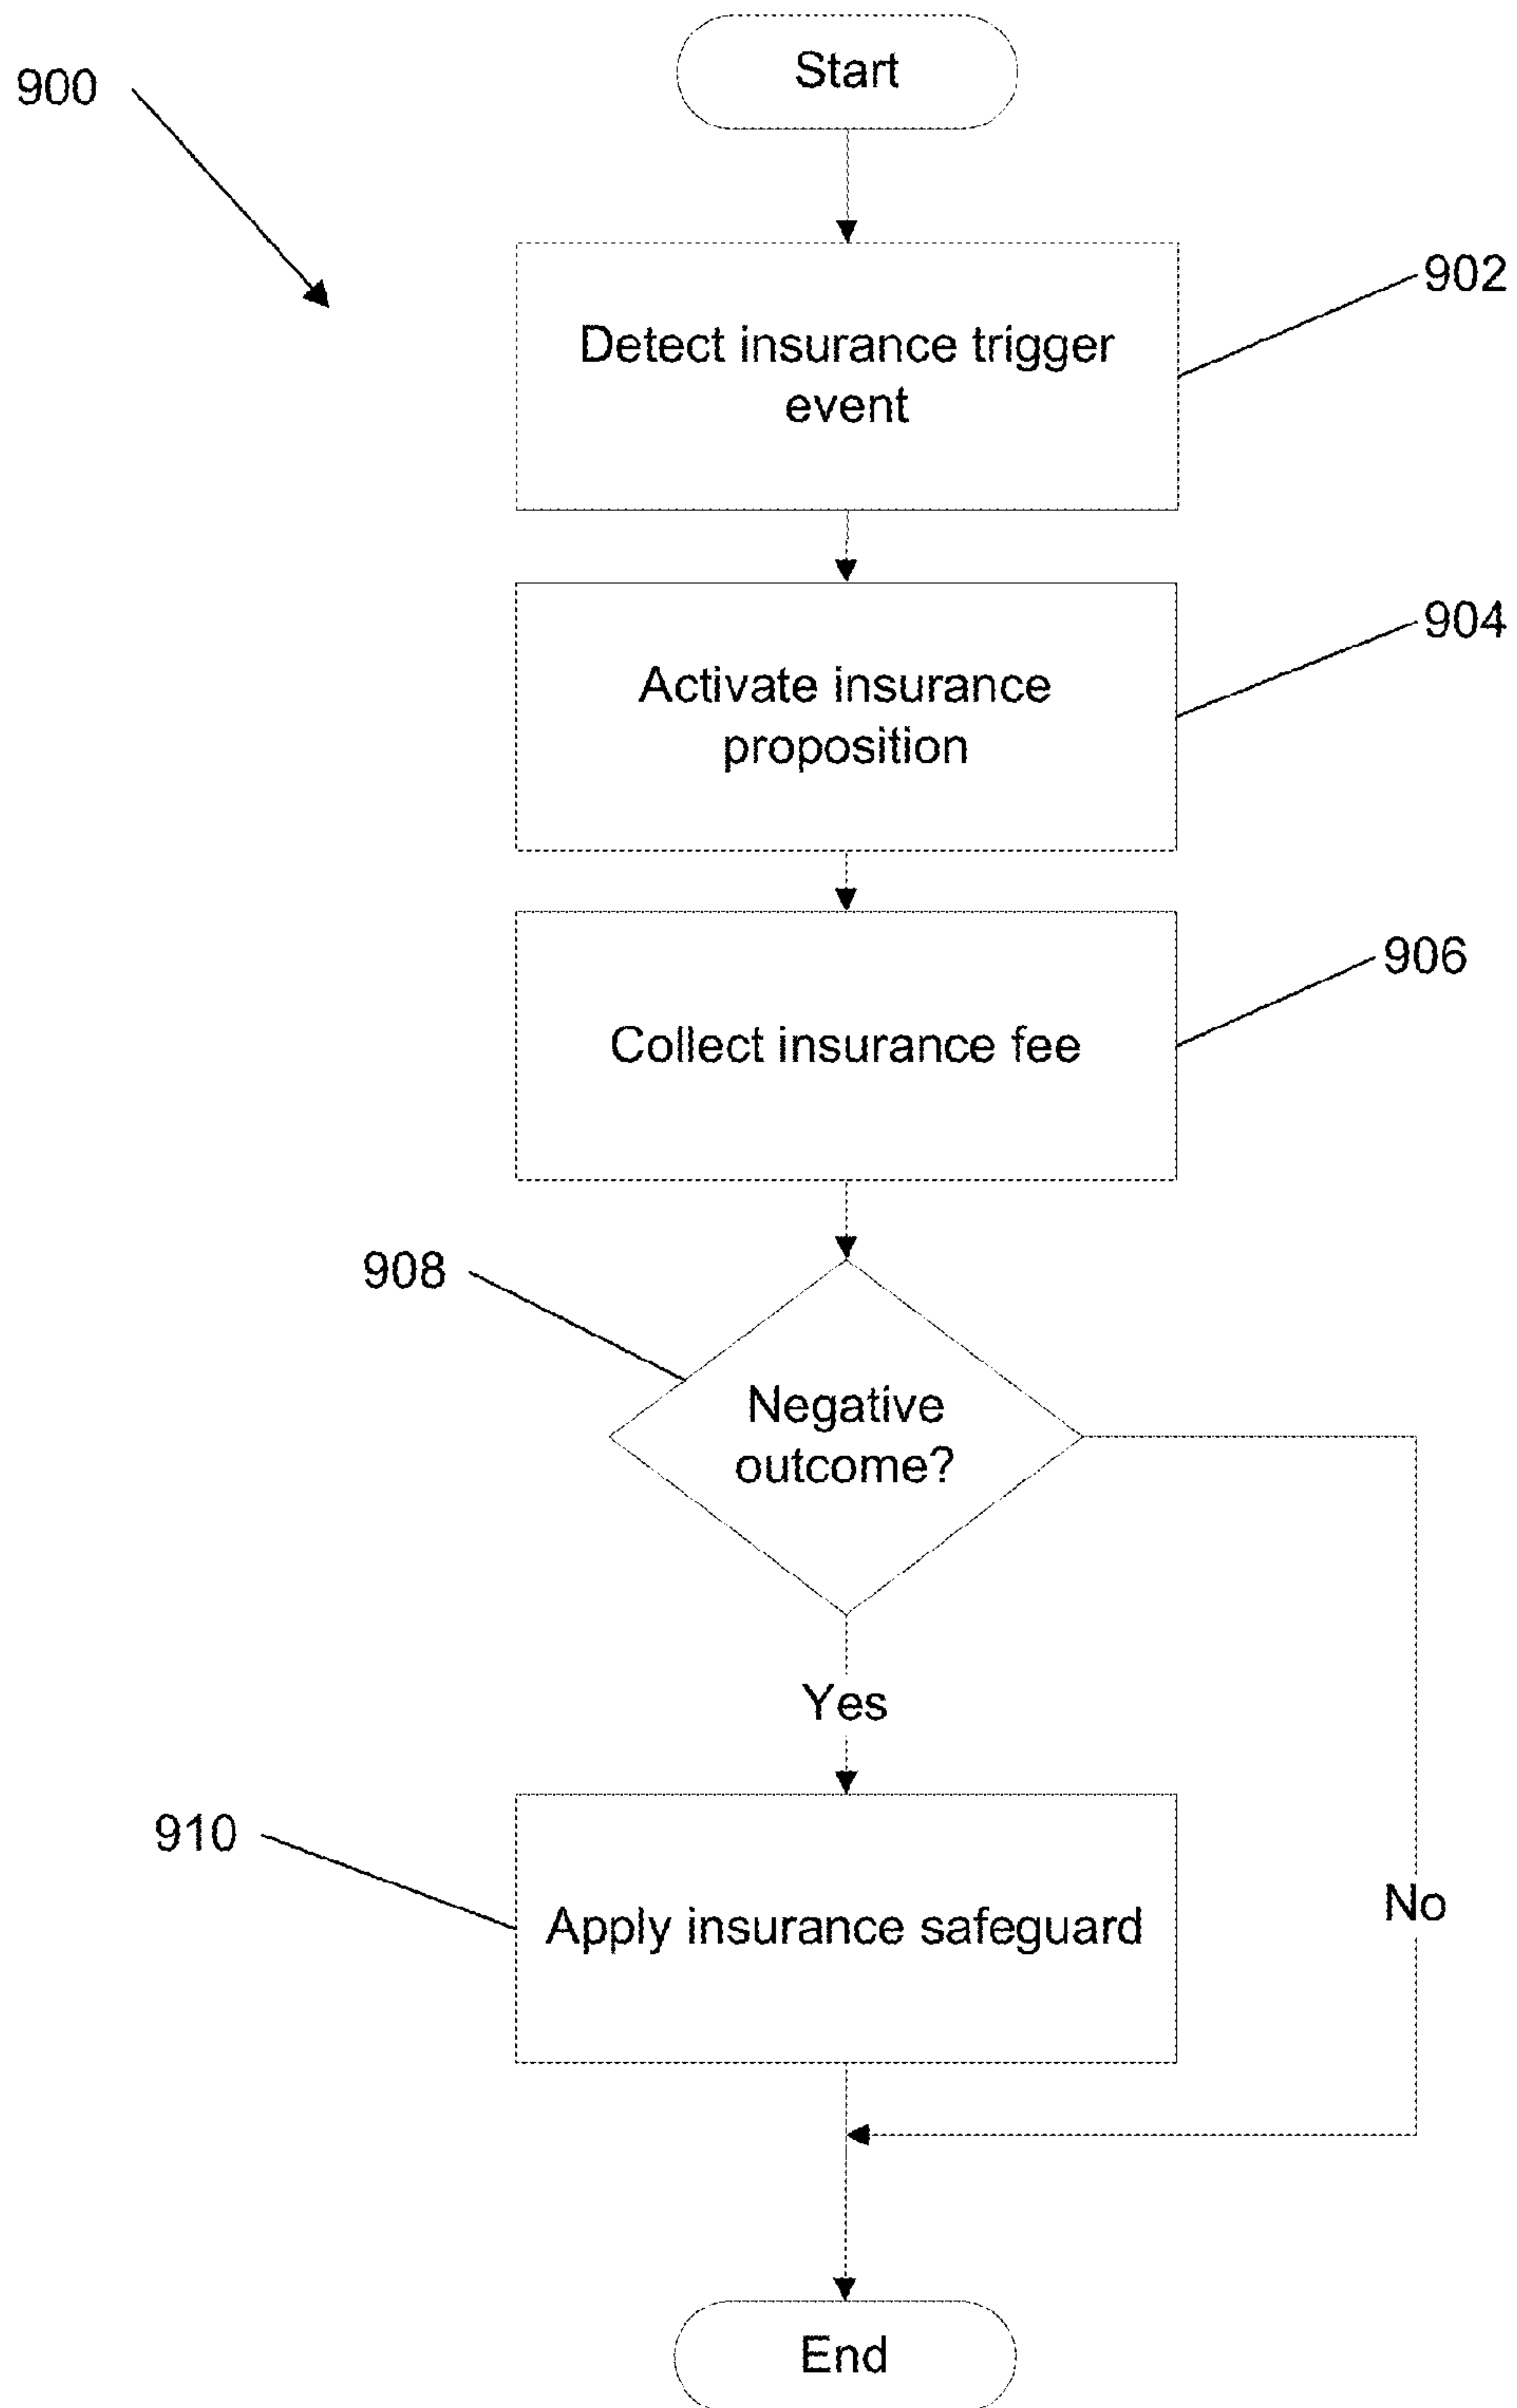 Start
900
902
Detect insurance trigger
event
904
Activate insurance
proposition
906
Collect insurance fee
908
Negative
outcome?
Yes
910
No
Apply insurance safeguard
End